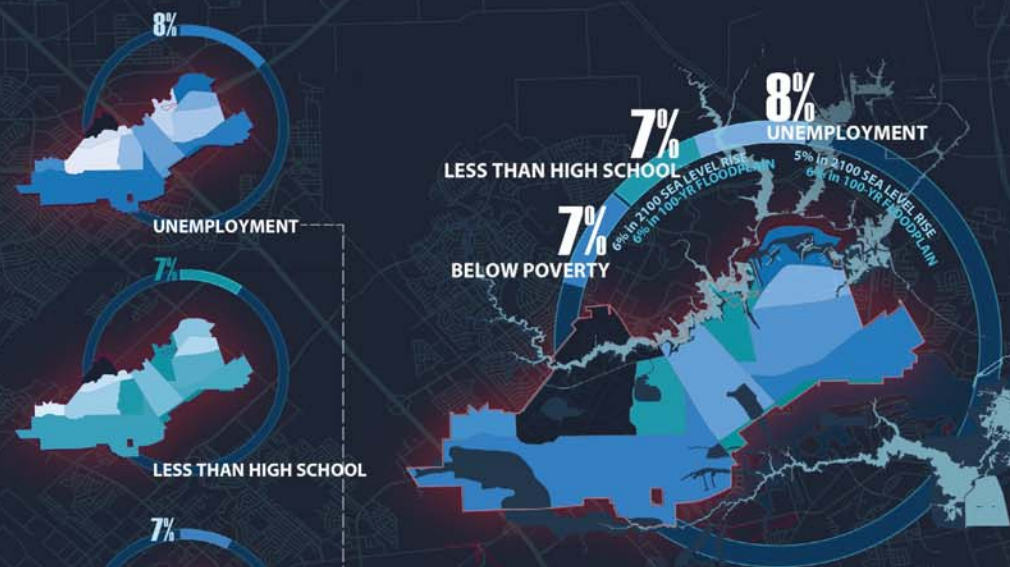 8%
UNEMPLOYMENT
7%
LESS THAN HIGH SCHOOL
7%
8%
UNEMPLOYMENT
7%
LESS THAN HIGH SCHOOL
7%
BELOW POVERTY
6% in 2100 SEA LEVEL RISE
6% in 100-YR FLOODPLAIN
5% in 2100 SEA LEVEL RISE
6% in 100-YR FLOODPLAIN